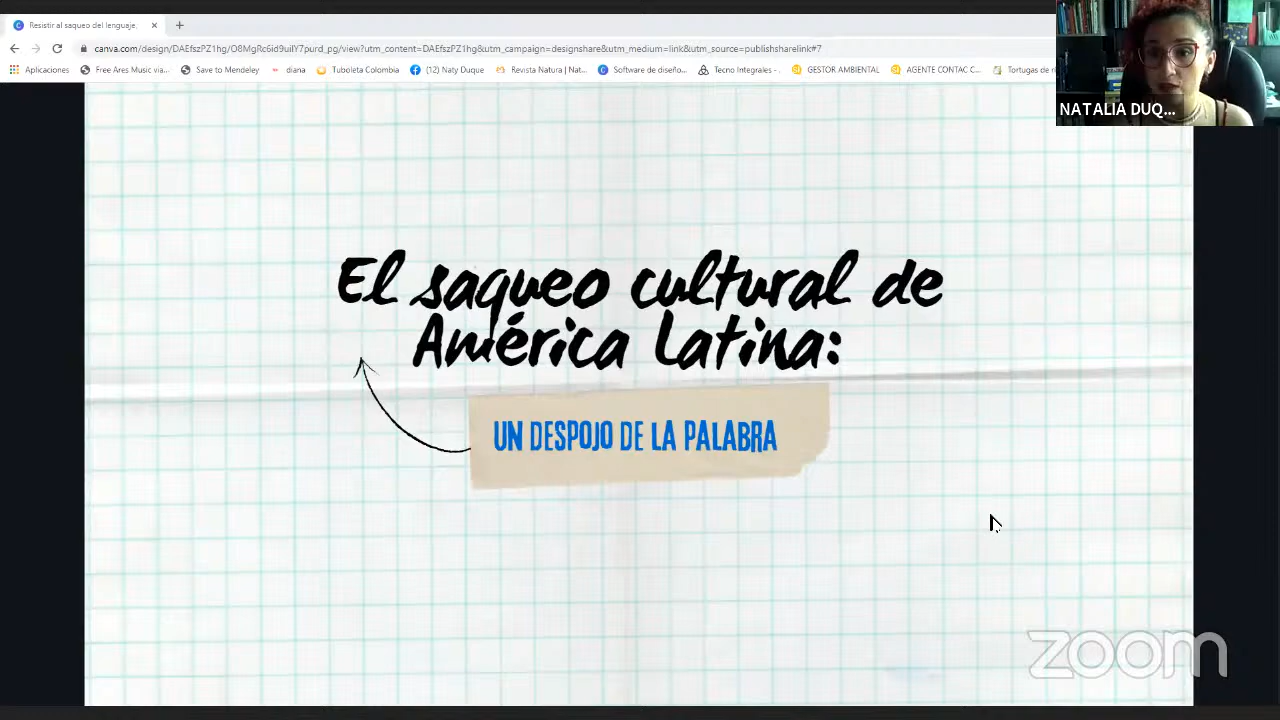 Resistir al saqueo del lenguaje.
canva.com/design/DAEfszPZ1hg/O8MgRc6id9uiIY7purd_pg/view?utm_content=DAEfszPZ1hg&utm_campaign=designshare&utm_medium=link&utm_source=publishsharelink#7
Aplicaciones Free Ares Music via... Save to Mendeley diana Tuboleta Colombia (12) Naty Duque Revista Natura | Nat... Software de diseño... Tecno Integrales - . GESTOR AMBIENTAL AGENTE CONTAC C... Tortugas de
NATALIA DUQ...
El saqueo cultural de
América Latina:
UN DESPOJO DE LA PALABRA
zoom